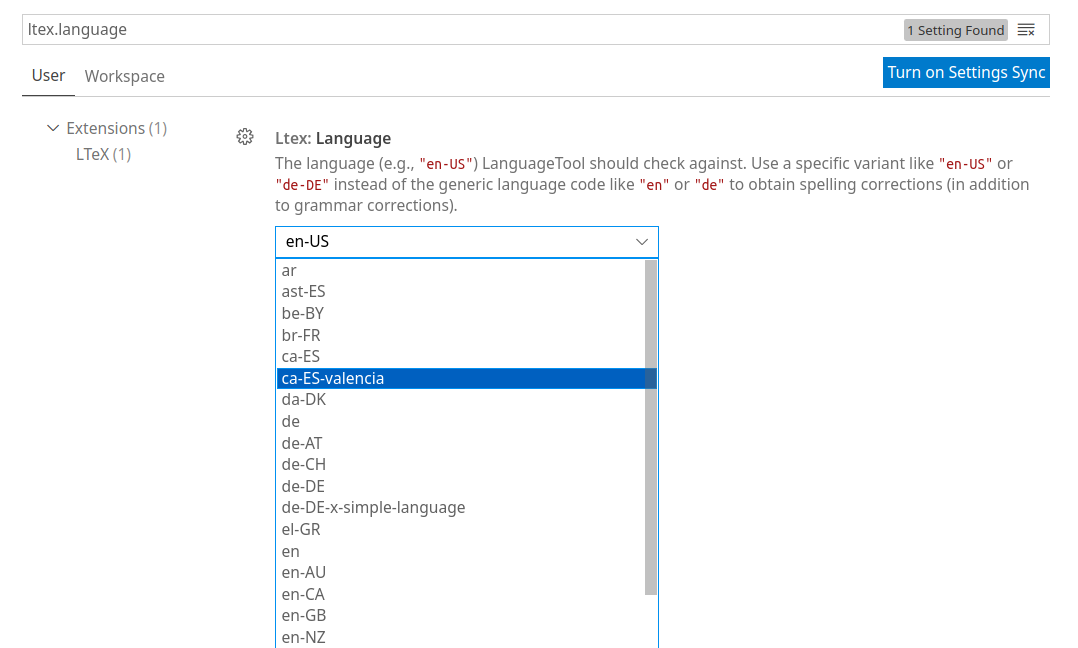 ltex.language
1 Setting Found
User
Workspace
Turn on Settings Sync
Extensions (1)
LTeX (1)
Ltex: Language
The language (e.g., "en-US") LanguageTool should check against. Use a specific variant like "en-US" or
"de-DE" instead of the generic language code like "en" or "de" to obtain spelling corrections (in addition
to grammar corrections).
en-US
ar
ast-ES
be-BY
br-FR
ca-ES
ca-ES-valencia
da-DK
de
de-AT
de-CH
de-DE
de-DE-x-simple-language
el-GR
en
en-AU
en-CA
en-GB
en-NZ